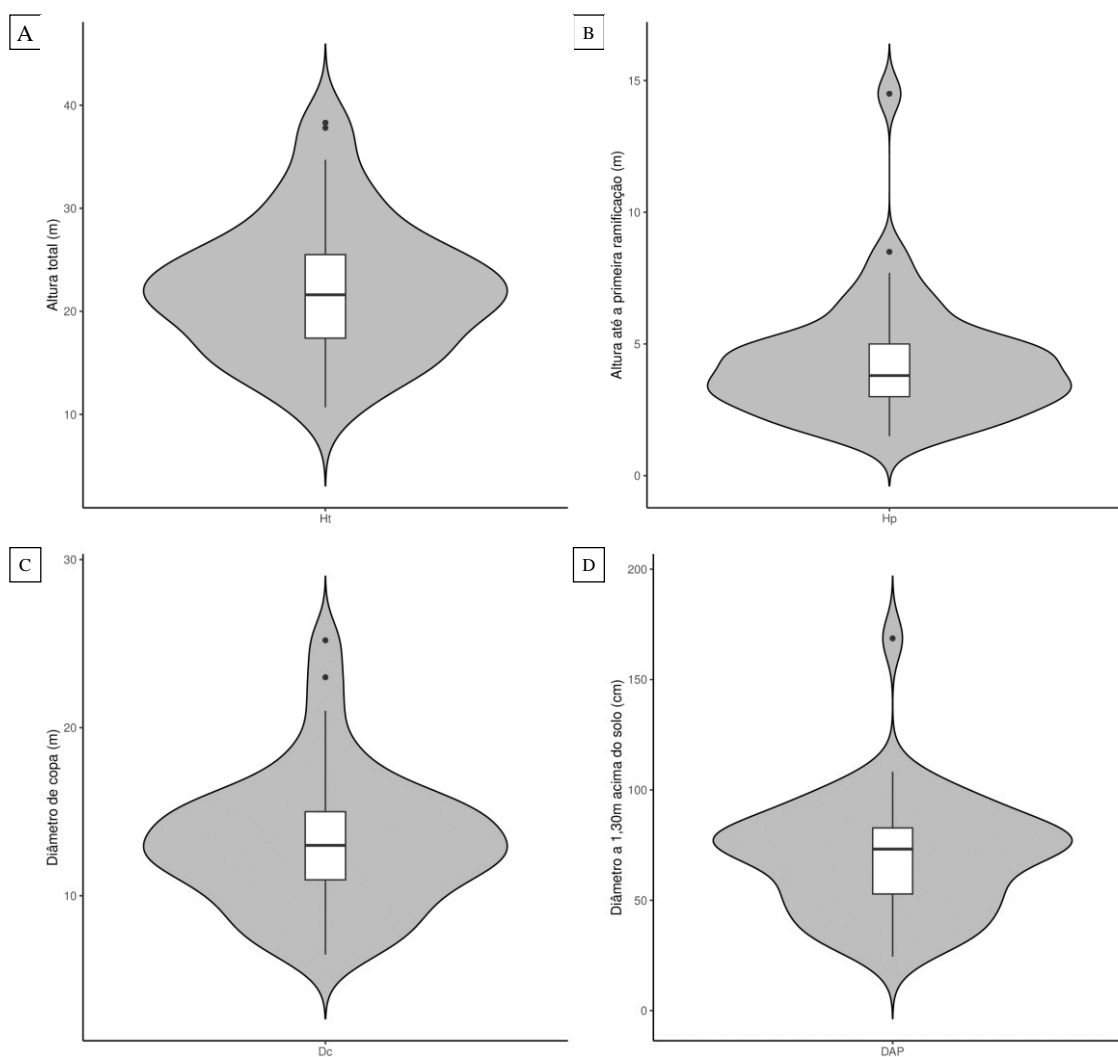 A
Altura total (m)
40
30
20
10
Ht
B
Altura até a primeira ramificação (m)
15
10
5
0
Hp
C
Diâmetro de copa (m)
30
20
10
Dc
D
Diâmetro a 1,30m acima do solo (cm)
200
150
100
50
0
DAP